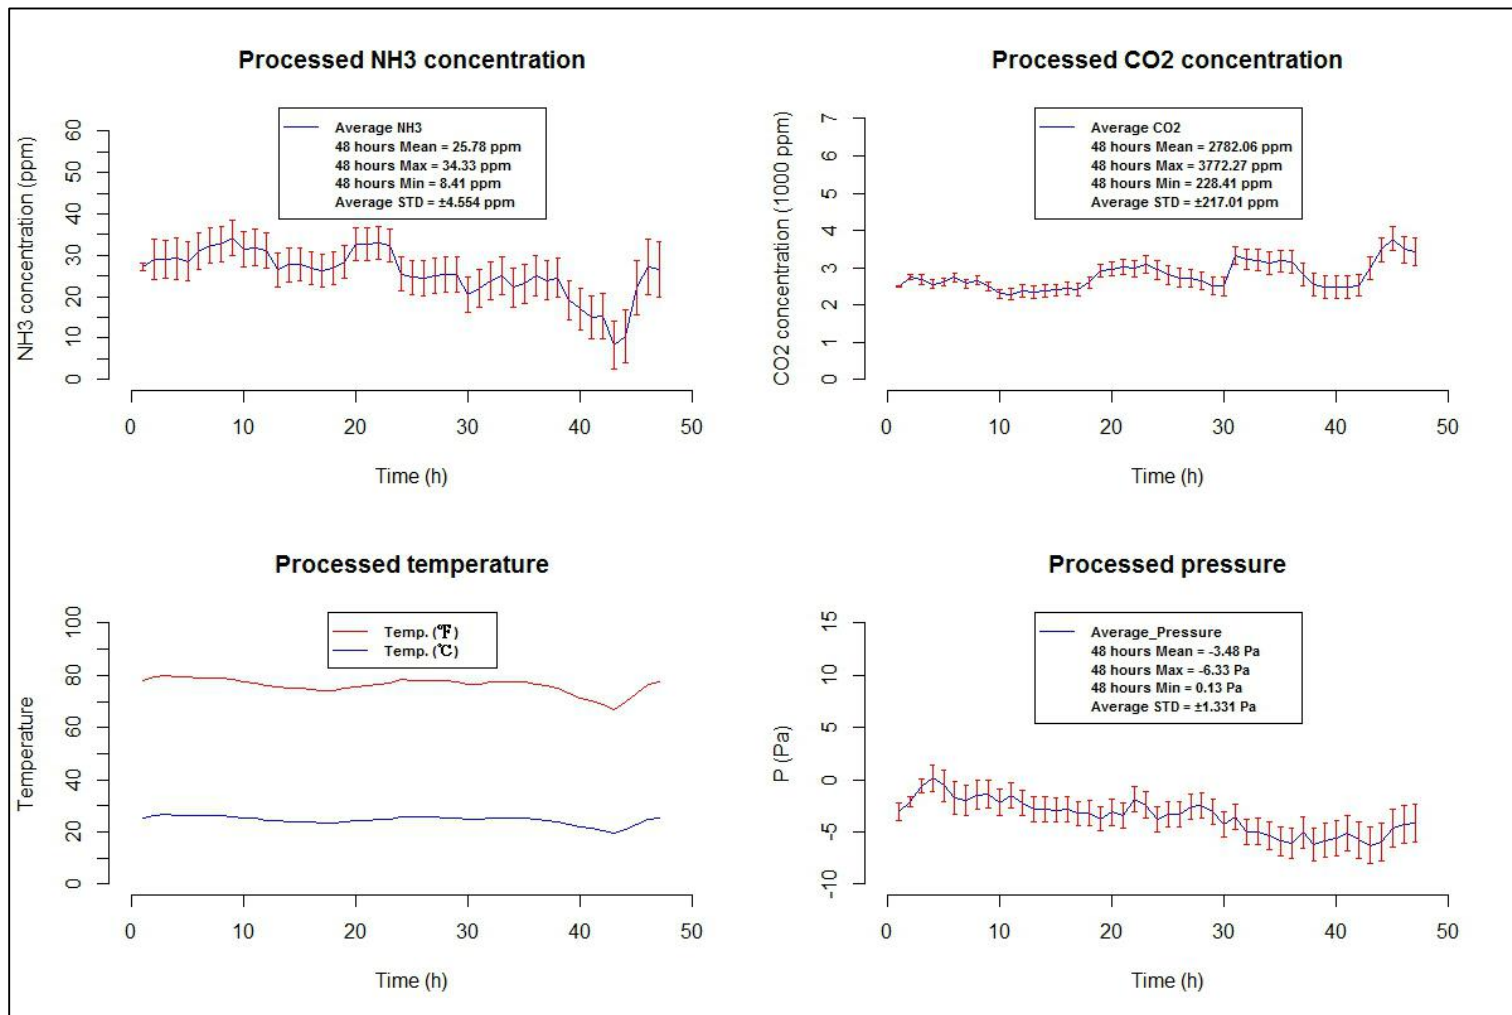 Processed NH3 concentration
Average NH3
48 hours Mean = 25.78 ppm
48 hours Max = 34.33 ppm
48 hours Min = 8.41 ppm
Average STD = ±4.554 ppm
NH3 concentration (ppm)
60
50
40
30
20
10
0
0 10 20 30 40 50
Time (h)
Processed CO2 concentration
Average CO2
48 hours Mean = 2782.06 ppm
48 hours Max = 3772.27 ppm
48 hours Min = 228.41 ppm
Average STD = ±217.01 ppm
CO2 concentration (1000 ppm)
7
6
5
4
3
2
1
0
0 10 20 30 40 50
Time (h)
Processed temperature
Temp. (℉)
Temp. (℃)
Temperature
100
80
60
40
20
0
0 10 20 30 40 50
Time (h)
Processed pressure
Average_Pressure
48 hours Mean = -3.48 Pa
48 hours Max = -6.33 Pa
48 hours Min = 0.13 Pa
Average STD = ±1.331 Pa
P (Pa)
15
10
5
0
-5
-10
0 10 20 30 40 50
Time (h)